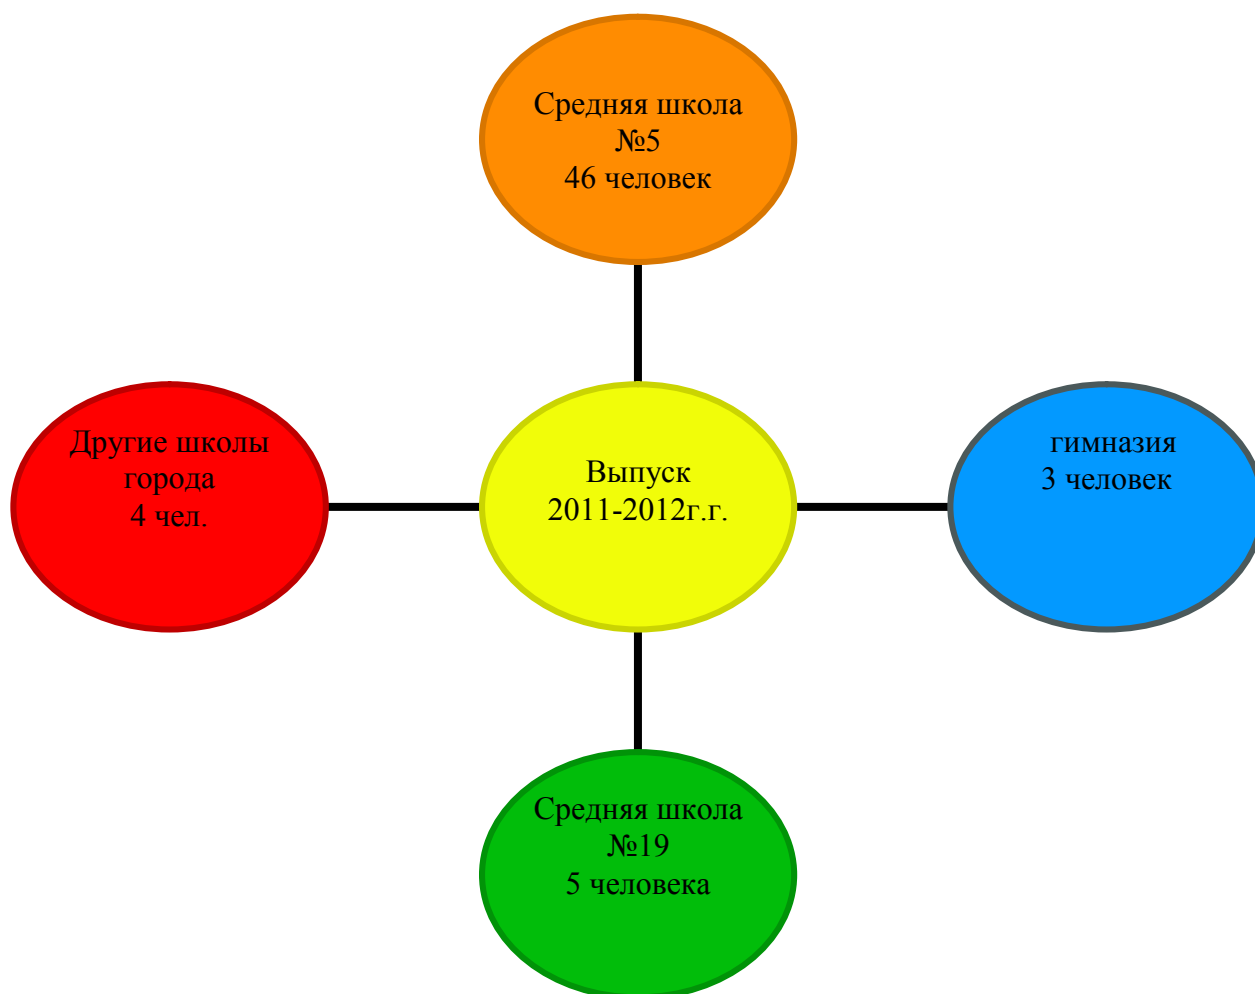 Средняя школа
№5
46 человек
Другие школы
города
4 чел.
Выпуск
2011-2012г.г.
гимназия
3 человек
Средняя школа
№19
5 человека